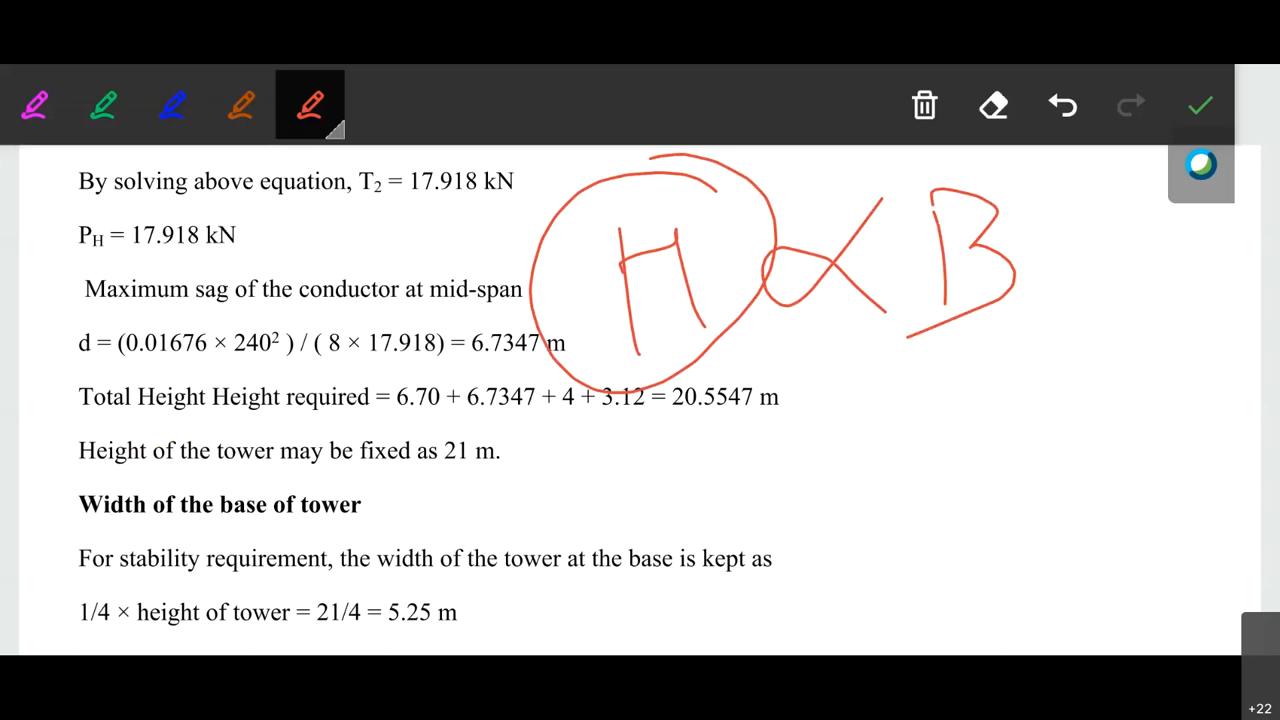 By solving above equation, T₂ = 17.918 kN
P_H = 17.918 kN
Maximum sag of the conductor at mid-span
d = (0.01676 × 240² ) / ( 8 × 17.918) = 6.7347 m
Total Height Height required = 6.70 + 6.7347 + 4 + 3.12 = 20.5547 m
Height of the tower may be fixed as 21 m.
Width of the base of tower
For stability requirement, the width of the tower at the base is kept as
1/4 × height of tower = 21/4 = 5.25 m
H ∝ B
+22